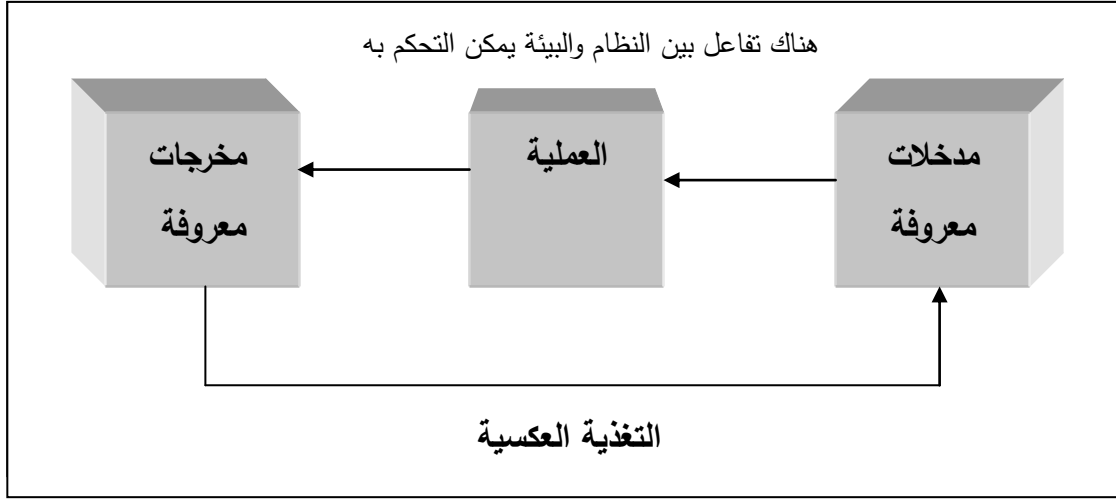 هناك تفاعل بين النظام والبيئة يمكن التحكم به
مدخلات
معروفة
العملية
مخرجات
معروفة
التغذية العكسية